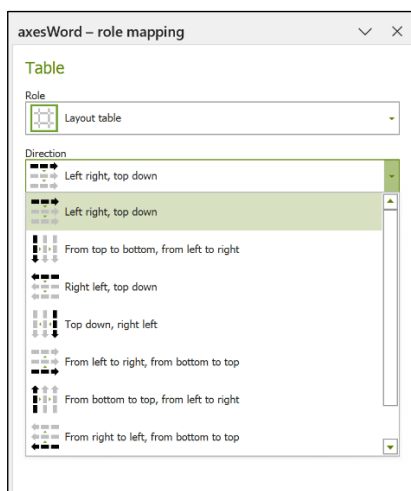 axesWord – role mapping
Table
Role
Layout table
Direction
Left right, top down
Left right, top down
From top to bottom, from left to right
Right left, top down
Top down, right left
From left to right, from bottom to top
From bottom to top, from left to right
From right to left, from bottom to top